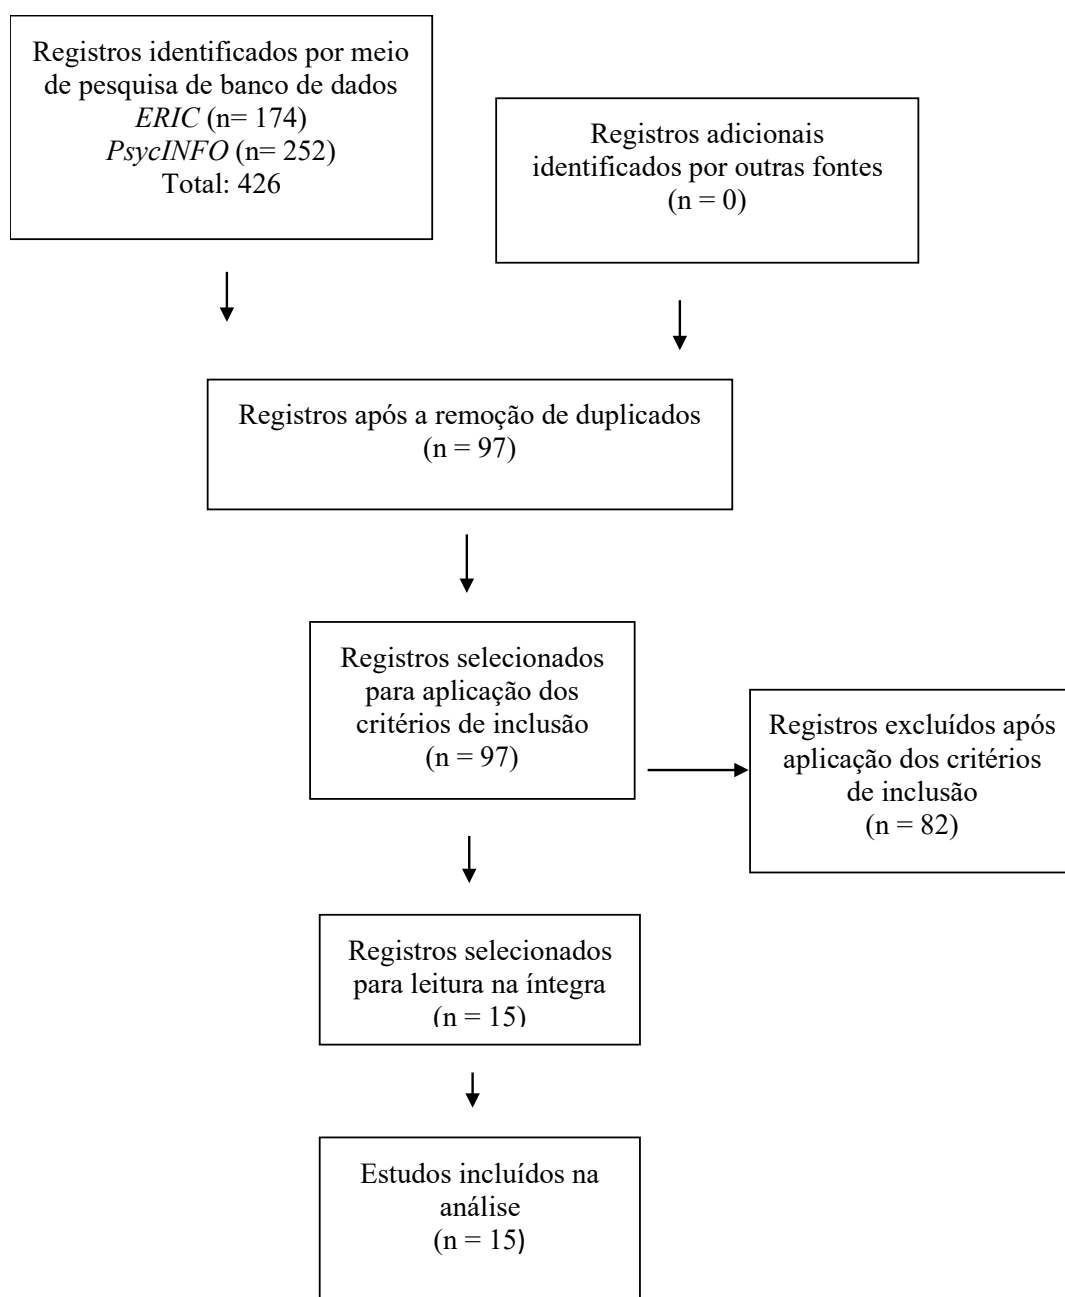 Registros identificados por meio
de pesquisa de banco de dados
ERIC (n= 174)
PsycINFO (n= 252)
Total: 426
Registros adicionais
identificados por outras fontes
(n = 0)
Registros após a remoção de duplicados
(n = 97)
Registros selecionados
para aplicação dos
critérios de inclusão
(n = 97)
Registros excluídos após
aplicação dos critérios
de inclusão
(n = 82)
Registros selecionados
para leitura na íntegra
(n = 15)
Estudos incluídos na
análise
(n = 15)